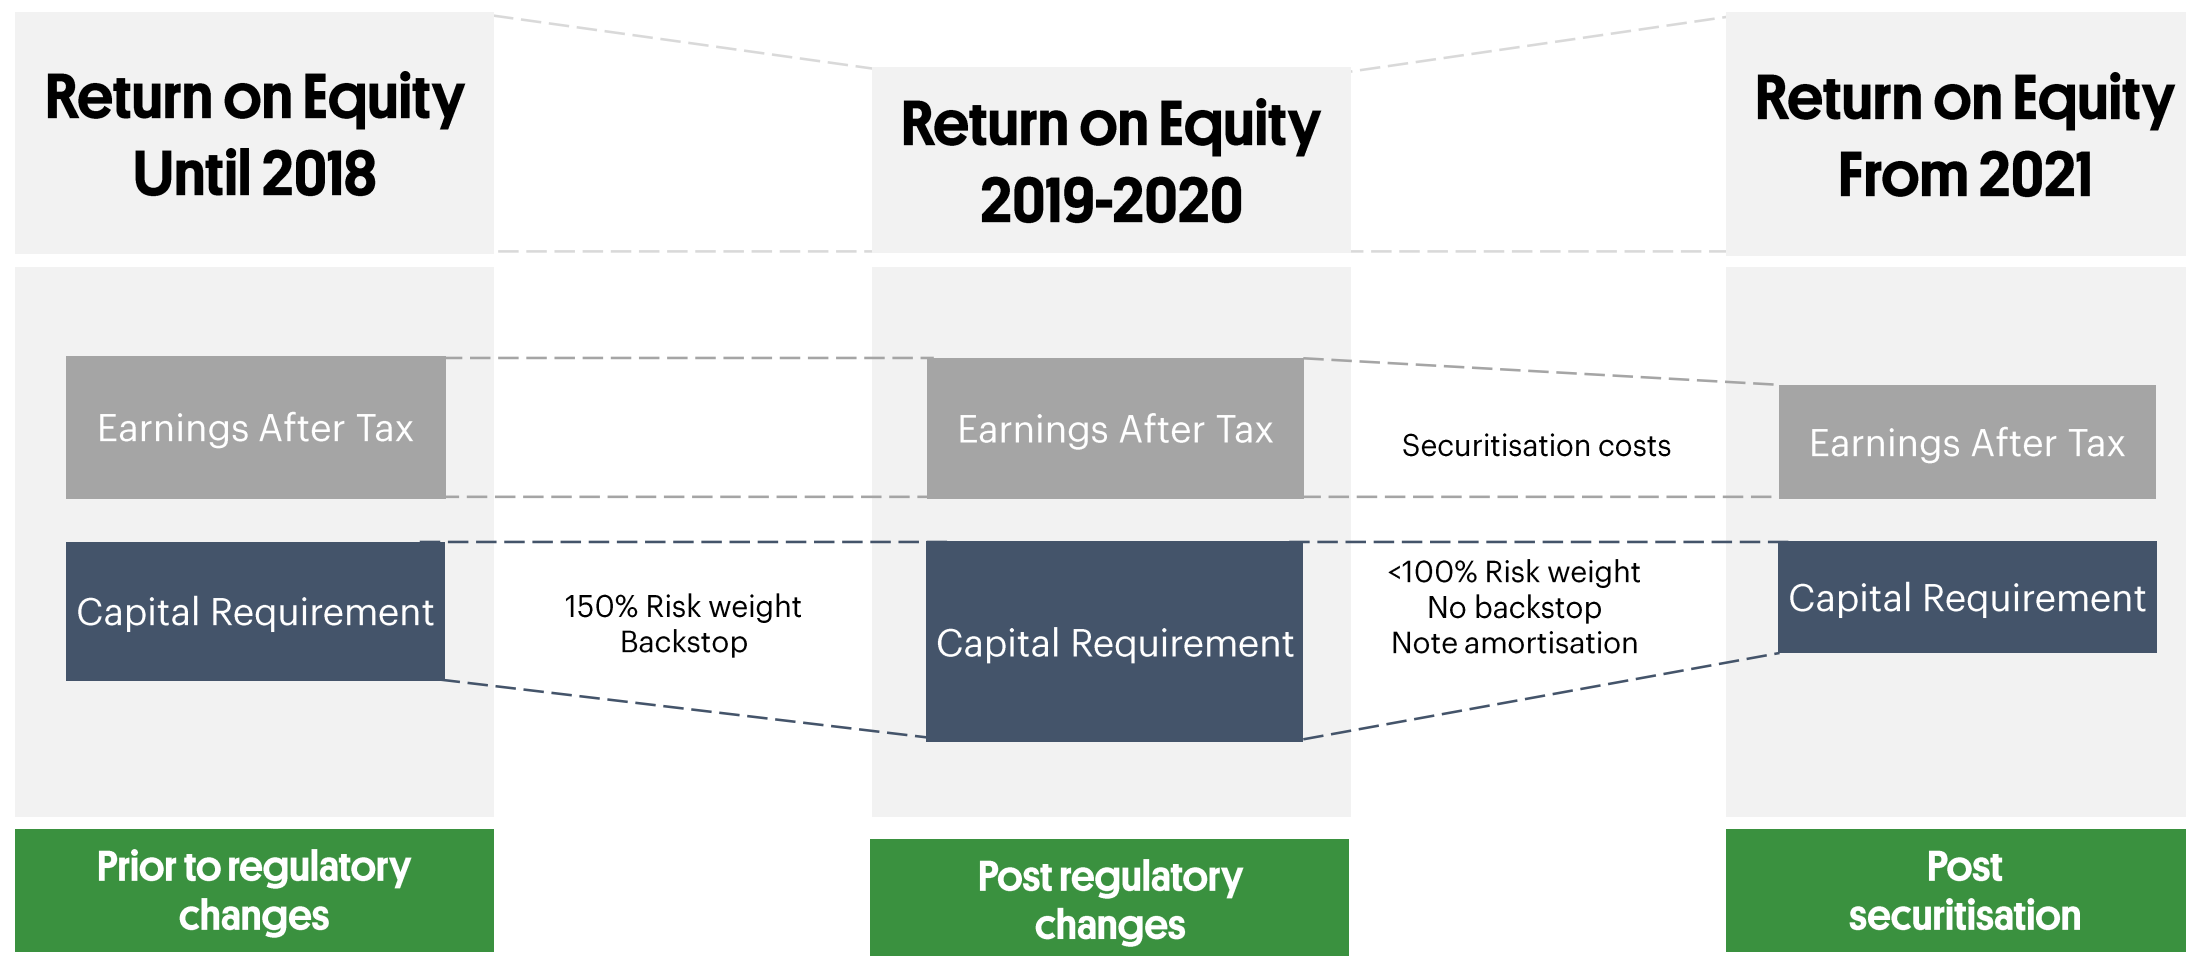 Return on Equity
Until 2018
Return on Equity
2019-2020
Return on Equity
From 2021
Earnings After Tax
Earnings After Tax
Securitisation costs
Earnings After Tax
Capital Requirement
150% Risk weight
Backstop
Capital Requirement
<100% Risk weight
No backstop
Note amortisation
Capital Requirement
Prior to regulatory
changes
Post regulatory
changes
Post
securitisation